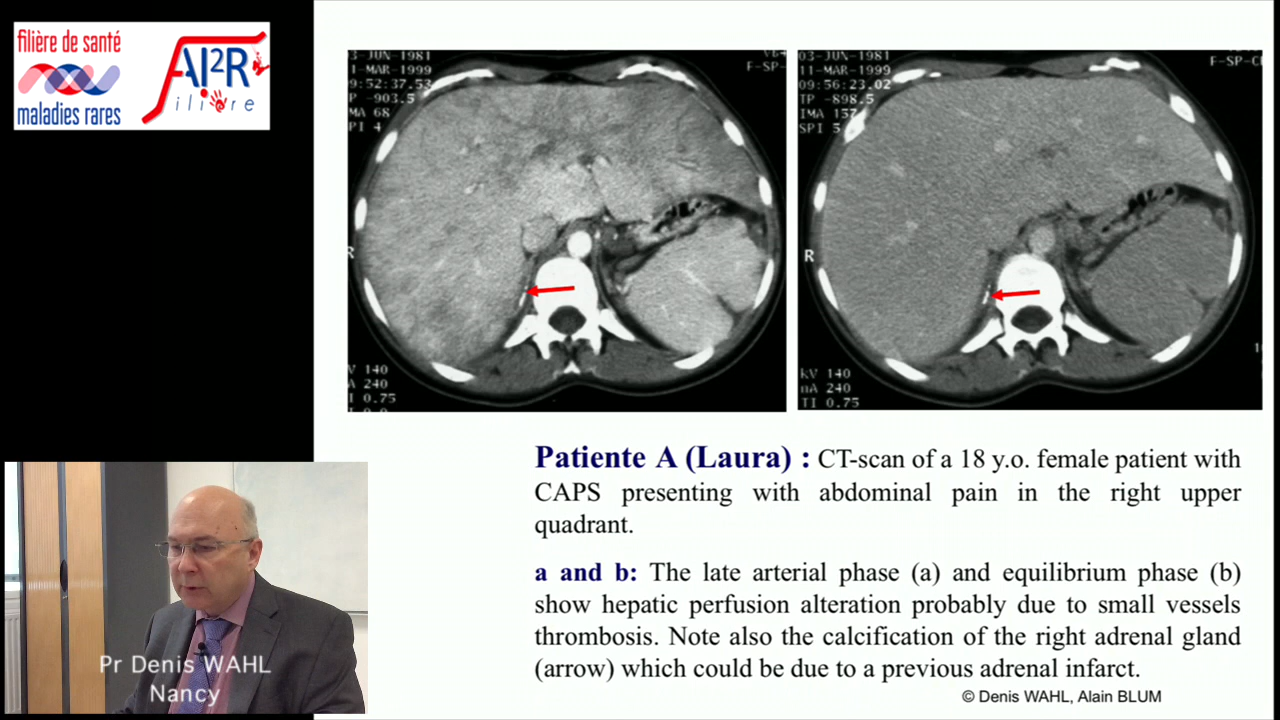 filière de santé
maladies rares
FAI²R
ilière
3-JUN-1981
1-MAR-1999
9:52:37.53
P -903.5
MA 68
PI 4
F-SP-
R
V 140
A 240
I 0.75
03-JUN-1981
11-MAR-1999
09:56:23.02
TP -898.5
IMA 137
SPI 5
R
kV 140
mA 240
TI 0.75
Patiente A (Laura) : CT-scan of a 18 y.o. female patient with
CAPS presenting with abdominal pain in the right upper
quadrant.
a and b: The late arterial phase (a) and equilibrium phase (b)
show hepatic perfusion alteration probably due to small vessels
thrombosis. Note also the calcification of the right adrenal gland
(arrow) which could be due to a previous adrenal infarct.
© Denis WAHL, Alain BLUM
Pr Denis WAHL
Nancy